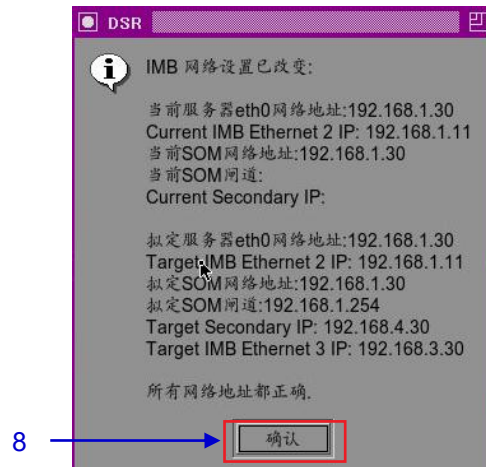 DSR
IMB 网络设置已改变:
当前服务器eth0网络地址:192.168.1.30
Current IMB Ethernet 2 IP: 192.168.1.11
当前SOM网络地址:192.168.1.30
当前SOM闸道:
Current Secondary IP:
拟定服务器eth0网络地址:192.168.1.30
Target IMB Ethernet 2 IP: 192.168.1.11
拟定SOM网络地址:192.168.1.30
拟定SOM闸道:192.168.1.254
Target Secondary IP: 192.168.4.30
Target IMB Ethernet 3 IP: 192.168.3.30
所有网络地址都正确.
8
确认